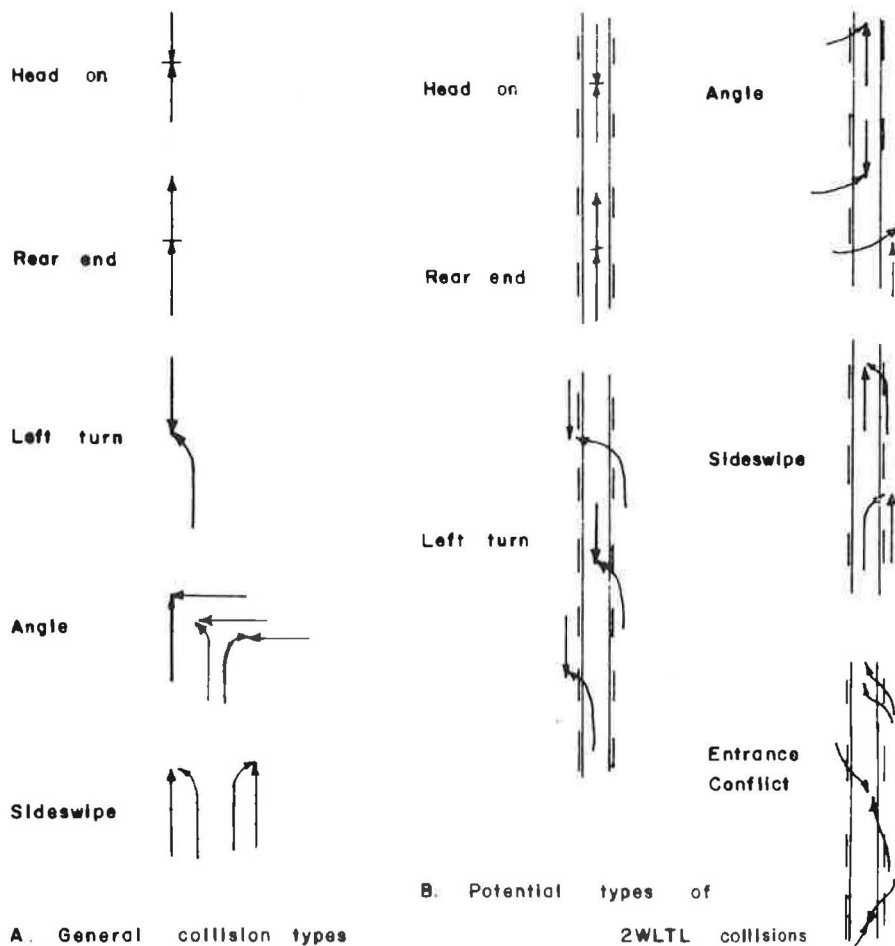 Head on
Rear end
Left turn
Angle
Sideswipe
A. General collision types
Head on
Rear end
Left turn
Angle
Sideswipe
Entrance
Conflict
B. Potential types of
2WLTL collisions